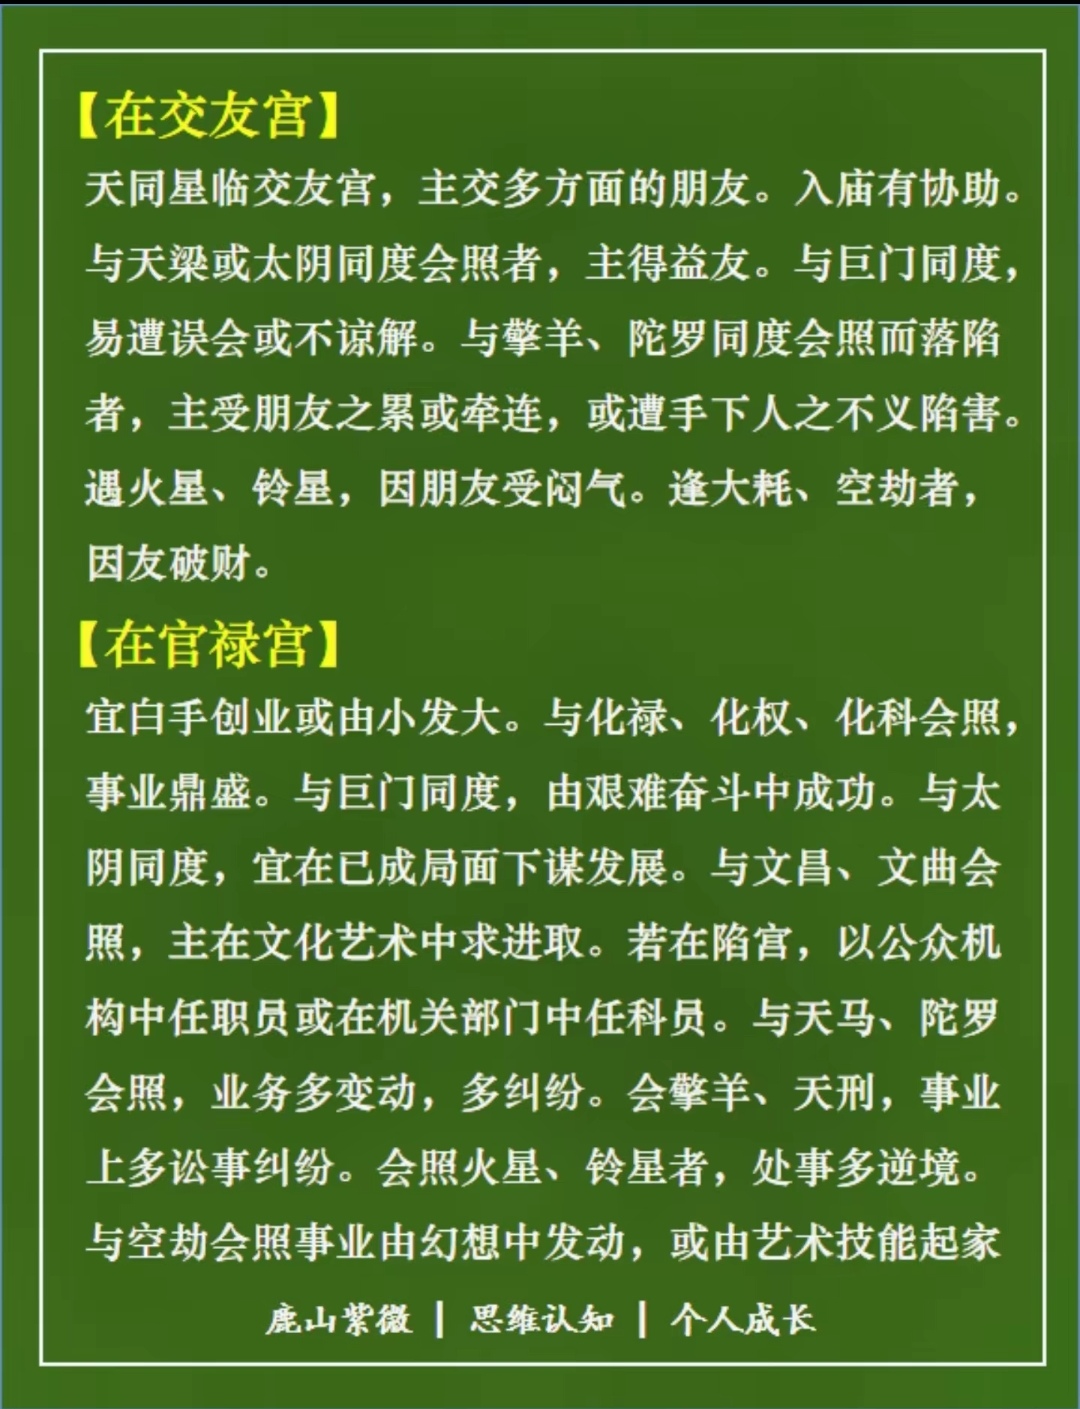 【在交友宫】
天同星临交友宫，主交多方面的朋友。入庙有协助。
与天梁或太阴同度会照者，主得益友。与巨门同度，
易遭误会或不谅解。与擎羊、陀罗同度会照而落陷
者，主受朋友之累或牵连，或遭手下人之不义陷害。
遇火星、铃星，因朋友受闷气。逢大耗、空劫者，
因友破财。
【在官禄宫】
宜白手创业或由小发大。与化禄、化权、化科会照，
事业鼎盛。与巨门同度，由艰难奋斗中成功。与太
阴同度，宜在已成局面下谋发展。与文昌、文曲会
照，主在文化艺术中求进取。若在陷宫，以公众机
构中任职员或在机关部门中任科员。与天马、陀罗
会照，业务多变动，多纠纷。会擎羊、天刑，事业
上多讼事纠纷。会照火星、铃星者，处事多逆境。
与空劫会照事业由幻想中发动，或由艺术技能起家
鹿山紫微 | 思维认知 | 个人成长